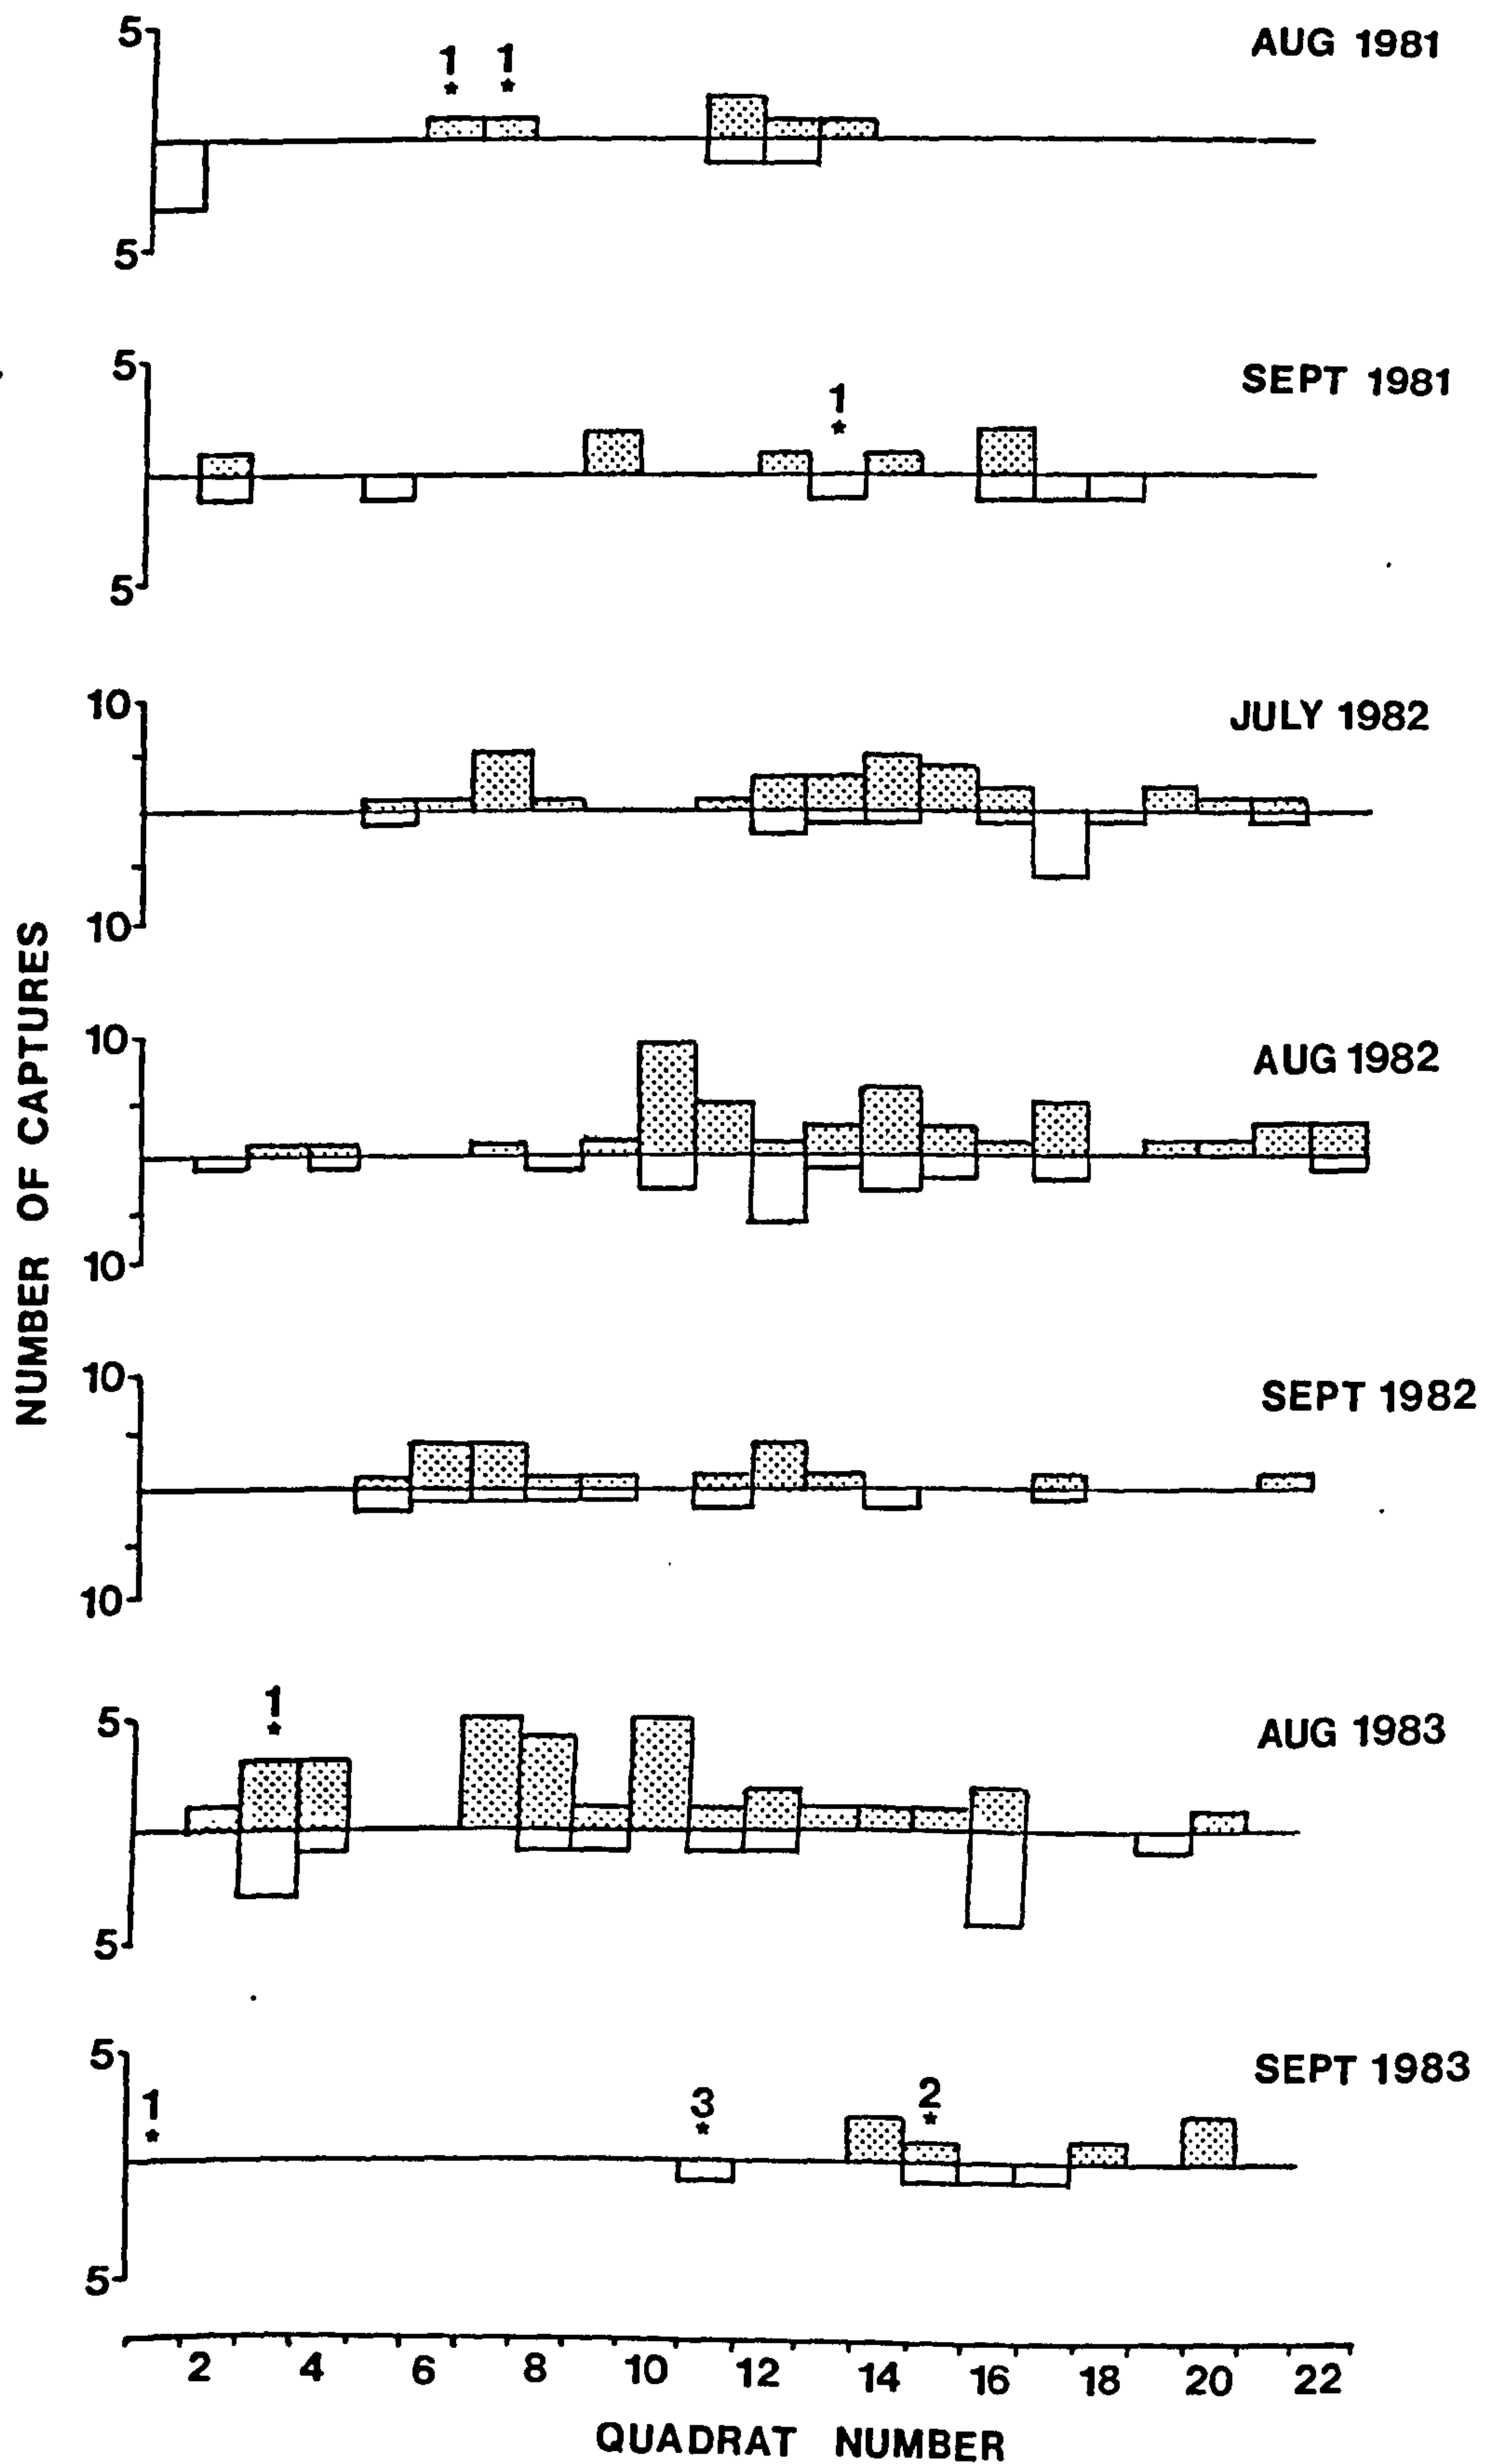 5
AUG 1981
1 1
* *
5
5
SEPT 1981
1
*
5
10
JULY 1982
10
NUMBER OF CAPTURES
10
AUG 1982
10
10
SEPT 1982
10
1
*
5
AUG 1983
5
5
SEPT 1983
1 3 2
* * *
5
2 4 6 8 10 12 14 16 18 20 22
QUADRAT NUMBER